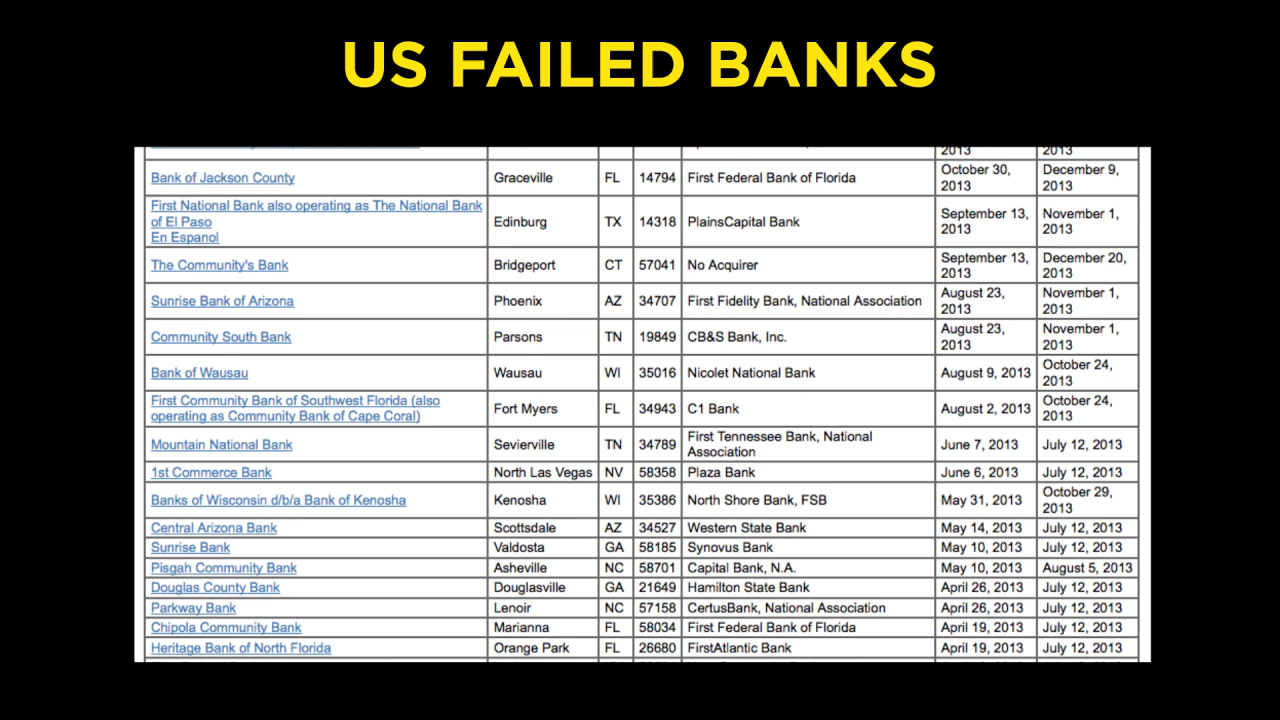 US FAILED BANKS
2013 2013
Bank of Jackson County Graceville FL 14794 First Federal Bank of Florida October 30, 2013 December 9, 2013
First National Bank also operating as The National Bank of El Paso En Espanol Edinburg TX 14318 PlainsCapital Bank September 13, 2013 November 1, 2013
The Community's Bank Bridgeport CT 57041 No Acquirer September 13, 2013 December 20, 2013
Sunrise Bank of Arizona Phoenix AZ 34707 First Fidelity Bank, National Association August 23, 2013 November 1, 2013
Community South Bank Parsons TN 19849 CB&S Bank, Inc. August 23, 2013 November 1, 2013
Bank of Wausau Wausau WI 35016 Nicolet National Bank August 9, 2013 October 24, 2013
First Community Bank of Southwest Florida (also operating as Community Bank of Cape Coral) Fort Myers FL 34943 C1 Bank August 2, 2013 October 24, 2013
Mountain National Bank Sevierville TN 34789 First Tennessee Bank, National Association June 7, 2013 July 12, 2013
1st Commerce Bank North Las Vegas NV 58358 Plaza Bank June 6, 2013 July 12, 2013
Banks of Wisconsin d/b/a Bank of Kenosha Kenosha WI 35386 North Shore Bank, FSB May 31, 2013 October 29, 2013
Central Arizona Bank Scottsdale AZ 34527 Western State Bank May 14, 2013 July 12, 2013
Sunrise Bank Valdosta GA 58185 Synovus Bank May 10, 2013 July 12, 2013
Pisgah Community Bank Asheville NC 58701 Capital Bank, N.A. May 10, 2013 August 5, 2013
Douglas County Bank Douglasville GA 21649 Hamilton State Bank April 26, 2013 July 12, 2013
Parkway Bank Lenoir NC 57158 CertusBank, National Association April 26, 2013 July 12, 2013
Chipola Community Bank Marianna FL 58034 First Federal Bank of Florida April 19, 2013 July 12, 2013
Heritage Bank of North Florida Orange Park FL 26680 FirstAtlantic Bank April 19, 2013 July 12, 2013